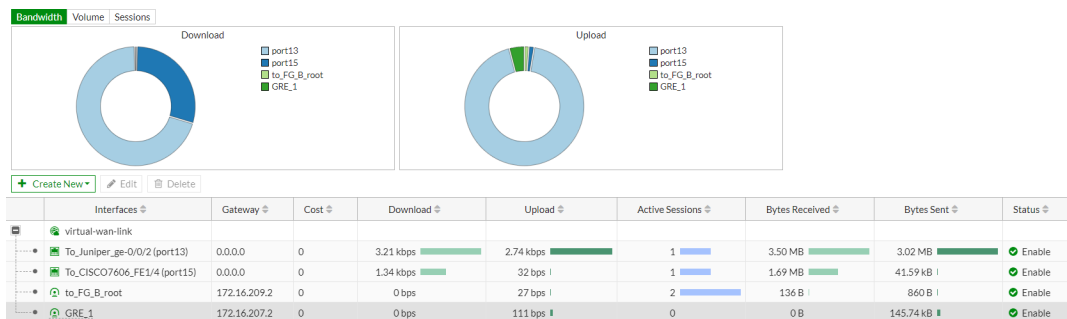 Bandwidth Volume Sessions
Download
port13
port15
to_FG_B_root
GRE_1
Upload
port13
port15
to_FG_B_root
GRE_1
+ Create New Edit Delete
Interfaces Gateway Cost Download Upload Active Sessions Bytes Received Bytes Sent Status
virtual-wan-link
To_Juniper_ge-0/0/2 (port13) 0.0.0.0 0 3.21 kbps 2.74 kbps 1 3.50 MB 3.02 MB Enable
To_CISCO7606_FE1/4 (port15) 0.0.0.0 0 1.34 kbps 32 bps 1 1.69 MB 41.59 kB Enable
to_FG_B_root 172.16.209.2 0 0 bps 27 bps 2 136 B 860 B Enable
GRE_1 172.16.207.2 0 0 bps 111 bps 0 0 B 145.74 kB Enable